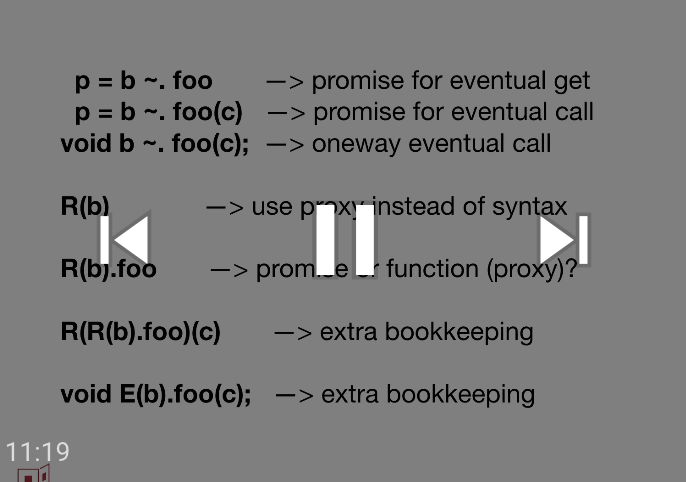 p = b ~. foo —> promise for eventual get
p = b ~. foo(c) —> promise for eventual call
void b ~. foo(c); —> oneway eventual call
R(b) —> use proxy instead of syntax
R(b).foo —> promise or function (proxy)?
R(R(b).foo)(c) —> extra bookkeeping
void E(b).foo(c); —> extra bookkeeping
11:19